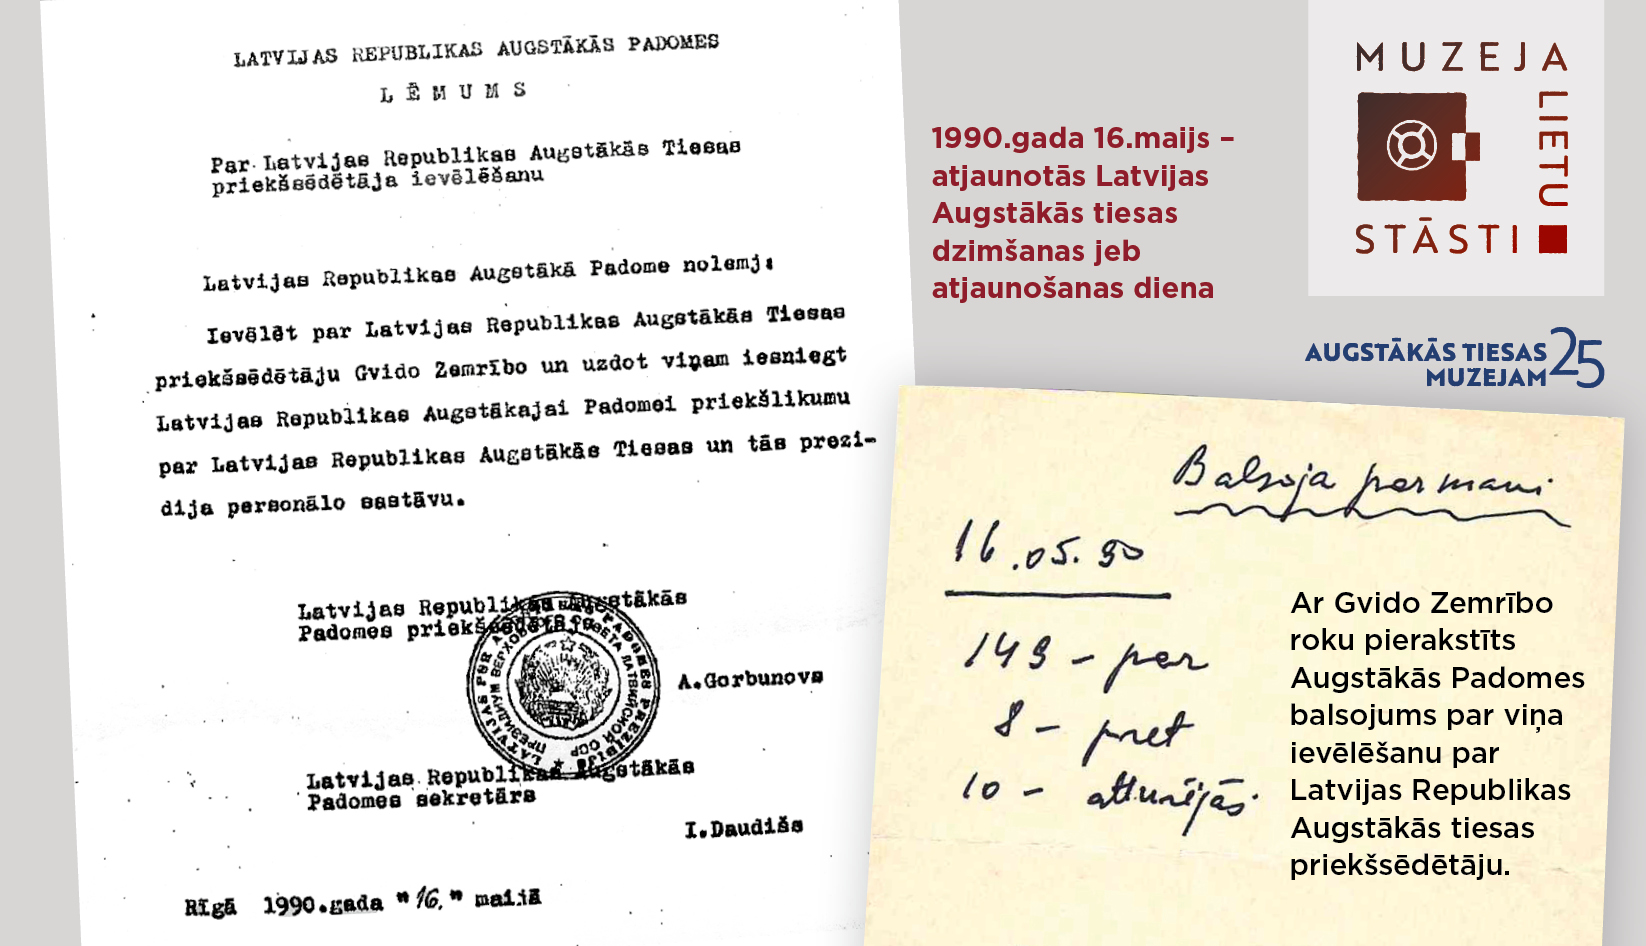 LATVIJAS REPUBLIKAS AUGSTĀKĀS PADOMES
LĒMUMS
Par Latvijas Republikas Augstākās Tiesas
priekšsēdētāja ievēlēšanu
Latvijas Republikas Augstākā Padome nolemj:
Ievēlēt par Latvijas Republikas Augstākās Tiesas
priekšsēdētāju Gvido Zemrībo un uzdot viņam iesniegt
Latvijas Republikas Augstākajai Padomei priekšlikumu
par Latvijas Republikas Augstākās Tiesas un tās prezi-
dija personālo sastāvu.
Latvijas Republikas Augstākās
Padomes priekšsēdētājs
A.Gorbunovs
Latvijas Republikas Augstākās
Padomes sekretārs
I.Daudišs
Rīgā 1990.gada "16." maijā
1990.gada 16.maijs –
atjaunotās Latvijas
Augstākās tiesas
dzimšanas jeb
atjaunošanas diena
MUZEJA
LIETU
STĀSTI
AUGSTĀKĀS TIESAS
MUZEJAM 25
Balsoja par mani
16.05.90
149 – par
8 – pret
10 – atturējās.
Ar Gvido Zemrībo
roku pierakstīts
Augstākās Padomes
balsojums par viņa
ievēlēšanu par
Latvijas Republikas
Augstākās tiesas
priekšsēdētāju.